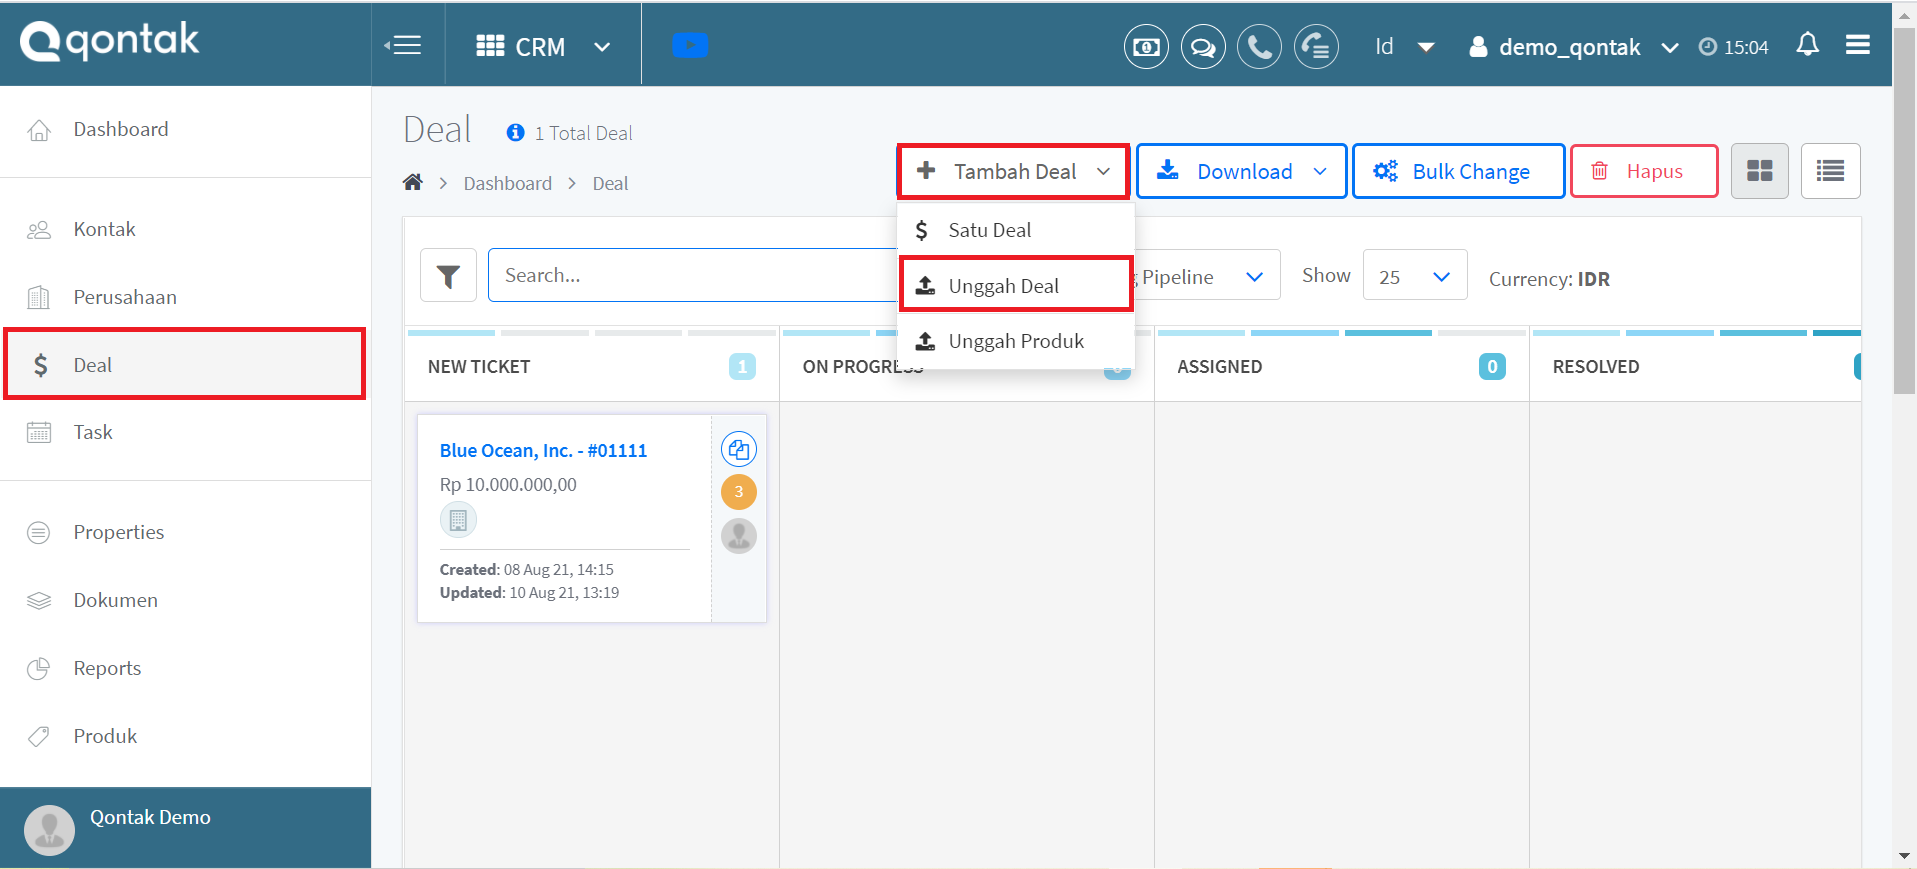 qontak
CRM
Id
demo_qontak
15:04
Dashboard
Kontak
Perusahaan
Deal
Task
Properties
Dokumen
Reports
Produk
Qontak Demo
Deal
1 Total Deal
Dashboard
Deal
Tambah Deal
Download
Bulk Change
Hapus
Satu Deal
Unggah Deal
Unggah Produk
Search...
Pipeline
Show
25
Currency: IDR
NEW TICKET
1
ON PROGRESS
ASSIGNED
0
RESOLVED
Blue Ocean, Inc. - #01111
Rp 10.000.000,00
3
Created: 08 Aug 21, 14:15
Updated: 10 Aug 21, 13:19